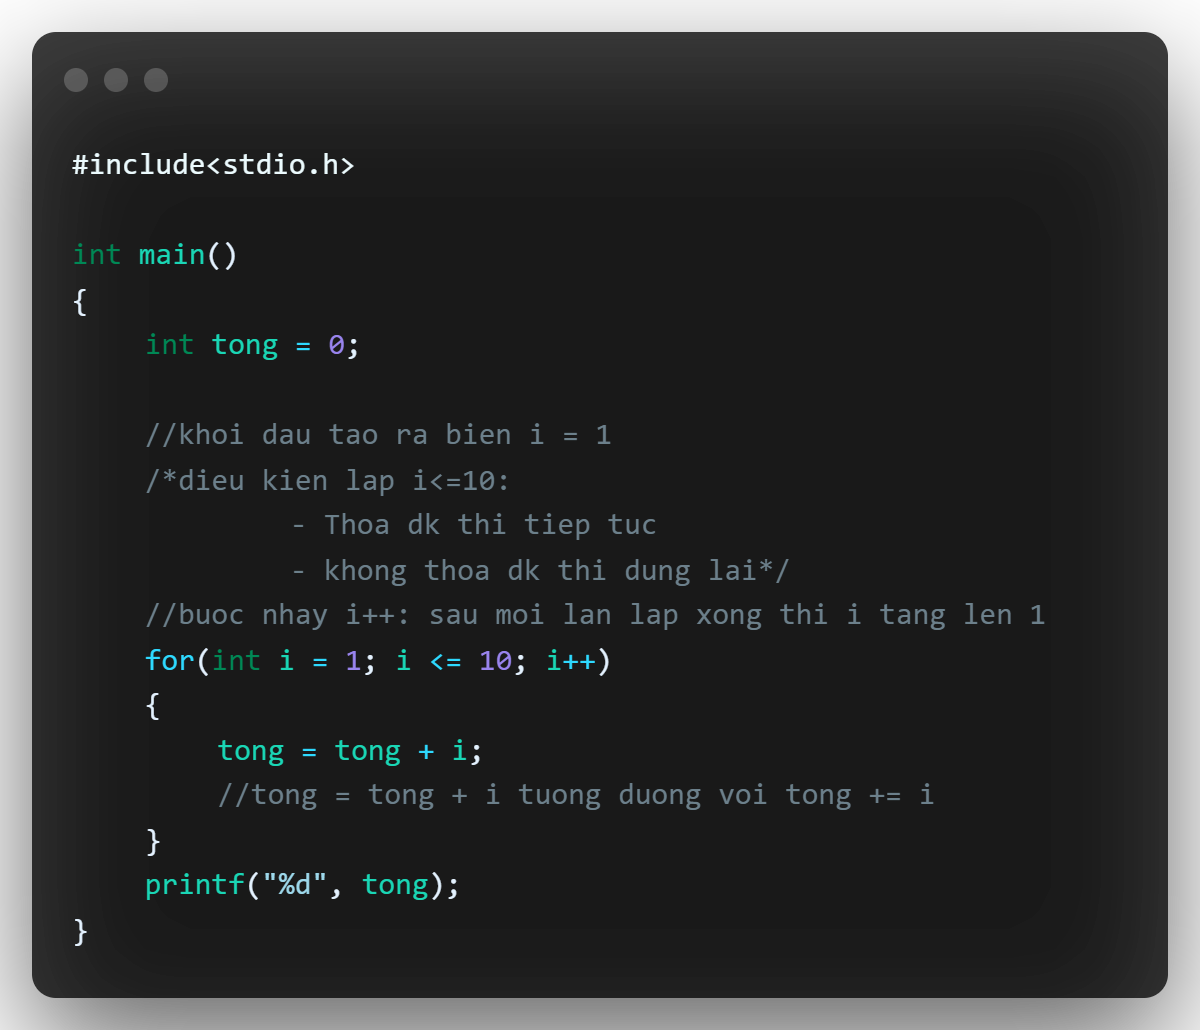 #include<stdio.h>
int main()
{
int tong = 0;
//khoi dau tao ra bien i = 1
/*dieu kien lap i<=10:
- Thoa dk thi tiep tuc
- khong thoa dk thi dung lai*/
//buoc nhay i++: sau moi lan lap xong thi i tang len 1
for(int i = 1; i <= 10; i++)
{
tong = tong + i;
//tong = tong + i tuong duong voi tong += i
}
printf("%d", tong);
}